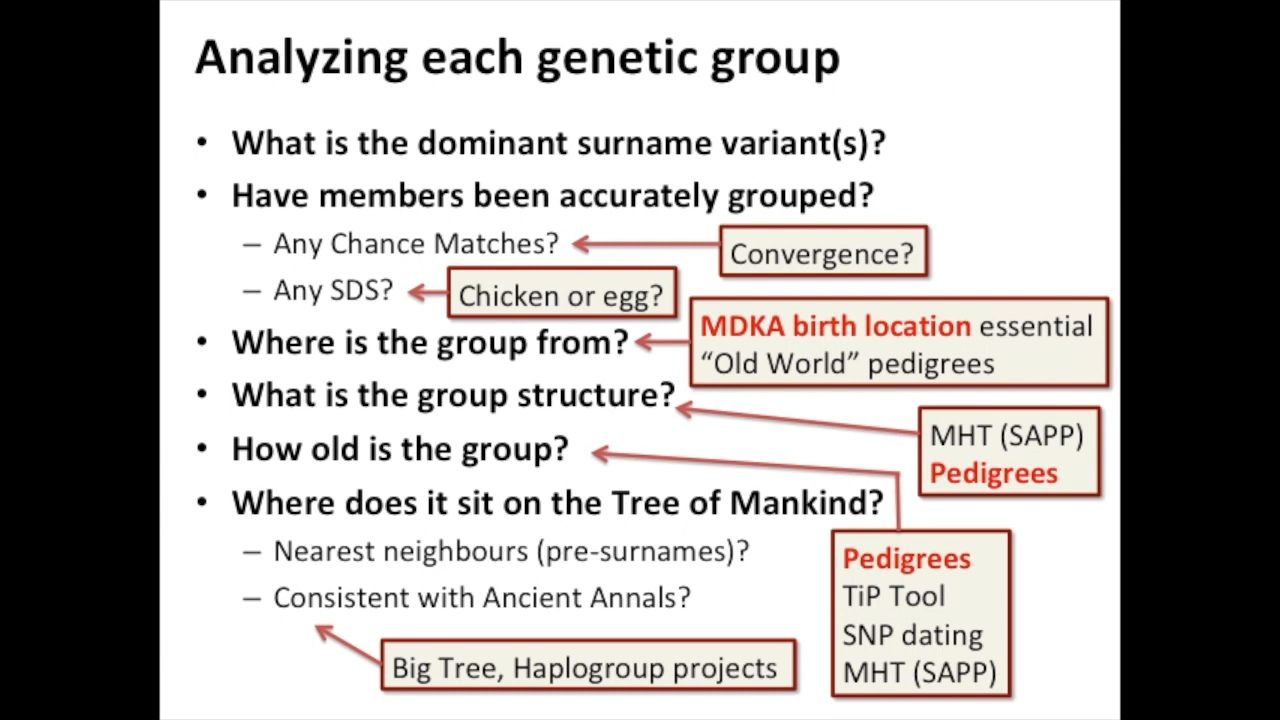 Analyzing each genetic group
• What is the dominant surname variant(s)?
• Have members been accurately grouped?
– Any Chance Matches?
Convergence?
– Any SDS?
Chicken or egg?
• Where is the group from?
MDKA birth location essential
“Old World” pedigrees
• What is the group structure?
MHT (SAPP)
Pedigrees
• How old is the group?
• Where does it sit on the Tree of Mankind?
– Nearest neighbours (pre-surnames)?
– Consistent with Ancient Annals?
Pedigrees
TiP Tool
SNP dating
MHT (SAPP)
Big Tree, Haplogroup projects